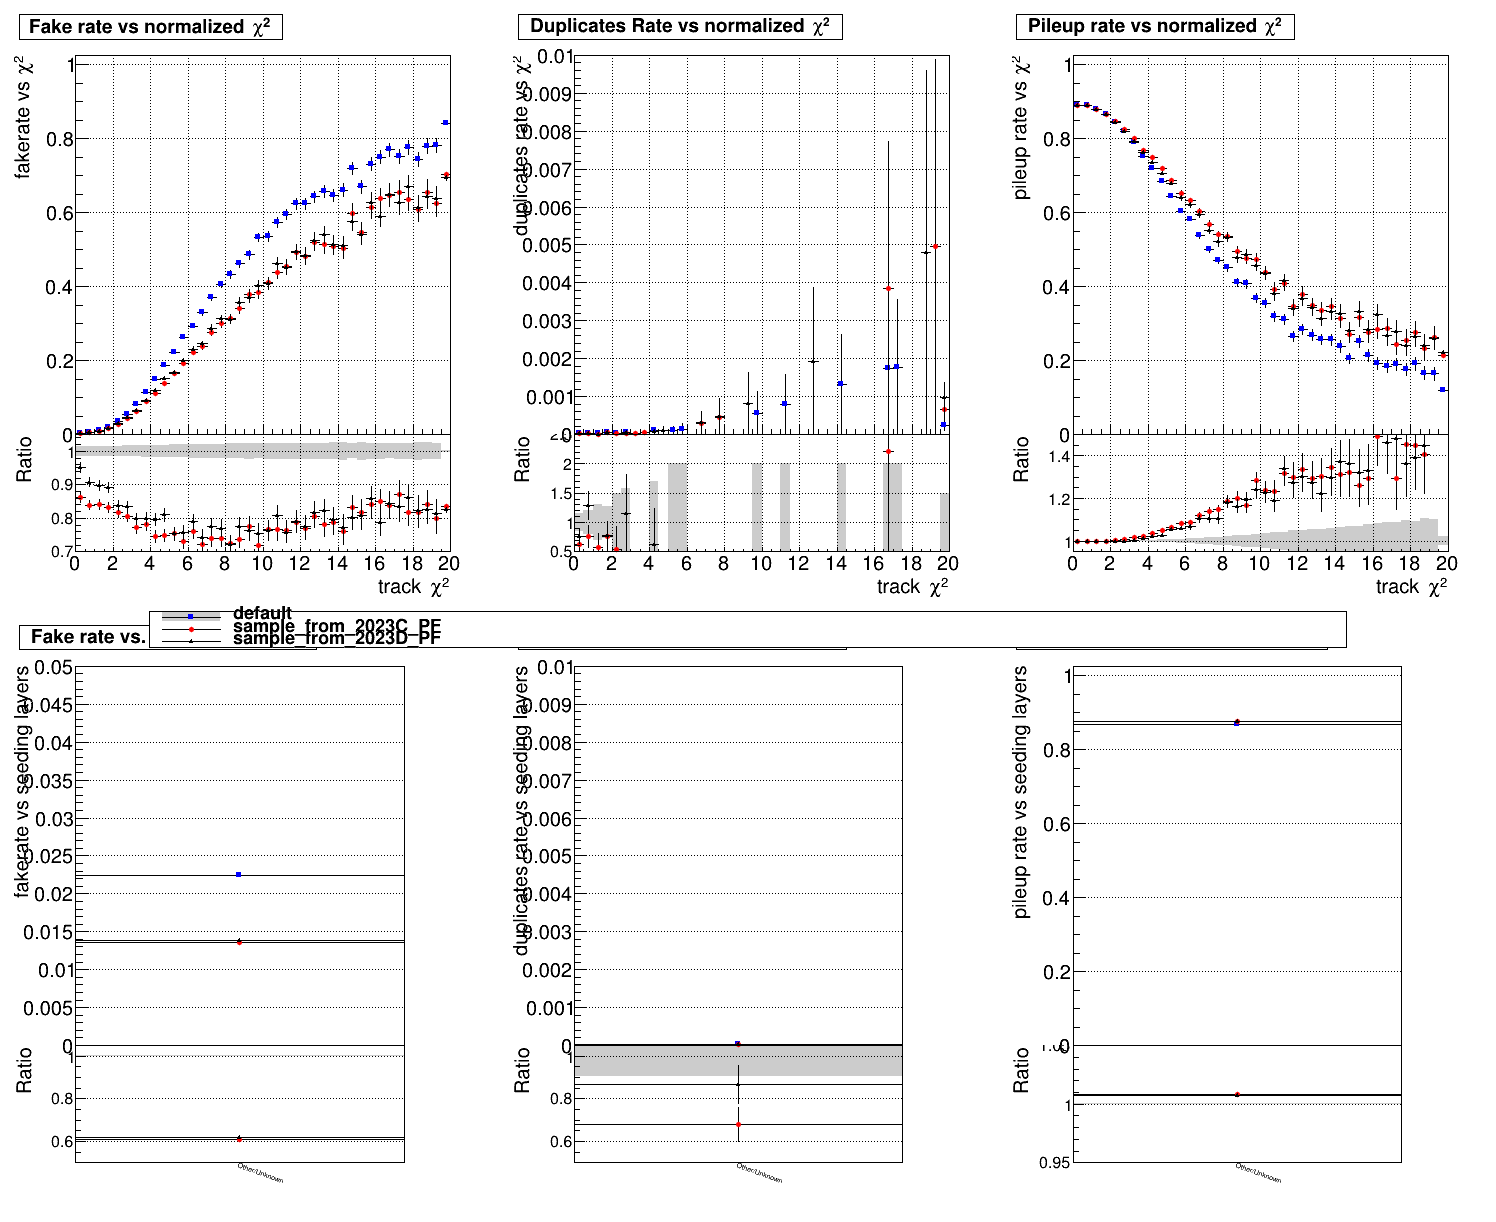 Fake rate vs normalized χ²
fakerate vs χ²
1
0.8
0.6
0.4
0.2
0
Ratio
1
0.9
0.8
0.7
0 2 4 6 8 10 12 14 16 18 20
track χ²
Duplicates Rate vs normalized χ²
duplicates rate vs χ²
0.01
0.009
0.008
0.007
0.006
0.005
0.004
0.003
0.002
0.001
0
Ratio
2
1.5
1
0.5
0 2 4 6 8 10 12 14 16 18 20
track χ²
Pileup rate vs normalized χ²
pileup rate vs χ²
1
0.8
0.6
0.4
0.2
0
Ratio
1.4
1.2
1
0 2 4 6 8 10 12 14 16 18 20
track χ²
default
sample_from_2023C_PF
sample_from_2023D_PF
Fake rate vs.
fakerate vs seeding layers
0.05
0.045
0.04
0.035
0.03
0.025
0.02
0.015
0.01
0.005
0
Ratio
1
0.8
0.6
Other/Unknown
duplicates rate vs seeding layers
0.01
0.009
0.008
0.007
0.006
0.005
0.004
0.003
0.002
0.001
0
Ratio
1
0.8
0.6
Other/Unknown
pileup rate vs seeding layers
1
0.8
0.6
0.4
0.2
0
Ratio
1
0.95
Other/Unknown